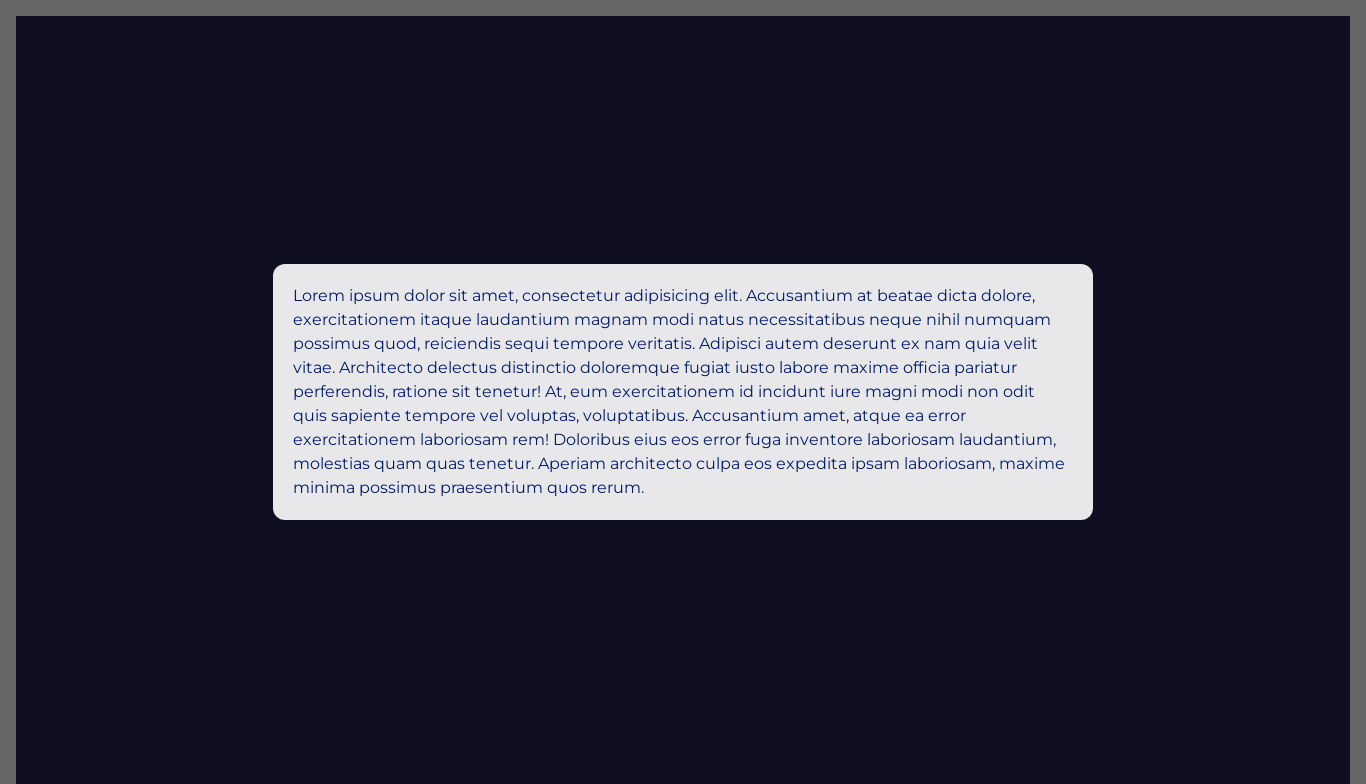 Lorem ipsum dolor sit amet, consectetur adipisicing elit. Accusantium at beatae dicta dolore,
exercitationem itaque laudantium magnam modi natus necessitatibus neque nihil numquam
possimus quod, reiciendis sequi tempore veritatis. Adipisci autem deserunt ex nam quia velit
vitae. Architecto delectus distinctio doloremque fugiat iusto labore maxime officia pariatur
perferendis, ratione sit tenetur! At, eum exercitationem id incidunt iure magni modi non odit
quis sapiente tempore vel voluptas, voluptatibus. Accusantium amet, atque ea error
exercitationem laboriosam rem! Doloribus eius eos error fuga inventore laboriosam laudantium,
molestias quam quas tenetur. Aperiam architecto culpa eos expedita ipsam laboriosam, maxime
minima possimus praesentium quos rerum.